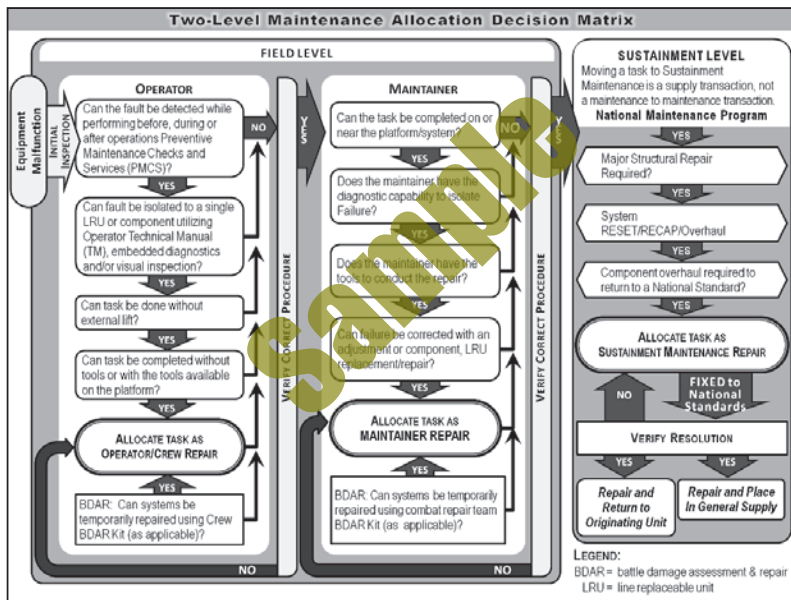 Two-Level Maintenance Allocation Decision Matrix
FIELD LEVEL
Equipment
Malfunction
INITIAL
INSPECTION
OPERATOR
Can the fault be detected while
performing before, during or
after operations Preventive
Maintenance Checks and
Services (PMCS)?
NO
YES
Can fault be isolated to a single
LRU or component utilizing
Operator Technical Manual
(TM), embedded diagnostics
and/or visual inspection?
YES
Can task be done without
external lift?
YES
Can task be completed without
tools or with the tools available
on the platform?
YES
ALLOCATE TASK AS
OPERATOR/CREW REPAIR
YES
BDAR: Can systems be
temporarily repaired using Crew
BDAR Kit (as applicable)?
NO
VERIFY CORRECT PROCEDURE
YES
MAINTAINER
Can the task be completed on or
near the platform/system?
NO
YES
Does the maintainer have the
diagnostic capability to isolate
Failure?
YES
Does the maintainer have the
tools to conduct the repair?
YES
Can failure be corrected with an
adjustment or component, LRU
replacement/repair?
YES
ALLOCATE TASK AS
MAINTAINER REPAIR
YES
BDAR: Can systems be temporarily
repaired using combat repair team
BDAR Kit (as applicable)?
NO
VERIFY CORRECT PROCEDURE
YES
SUSTAINMENT LEVEL
Moving a task to Sustainment
Maintenance is a supply transaction, not
a maintenance to maintenance transaction.
National Maintenance Program
YES
Major Structural Repair
Required?
YES
System
RESET/RECAP/Overhaul
YES
Component overhaul required to
return to a National Standard?
YES
ALLOCATE TASK AS
SUSTAINMENT MAINTENANCE REPAIR
NO
FIXED to
National
Standards
VERIFY RESOLUTION
YES
YES
Repair and
Return to
Originating Unit
Repair and Place
In General Supply
LEGEND:
BDAR = battle damage assessment & repair
LRU = line replaceable unit
Sample